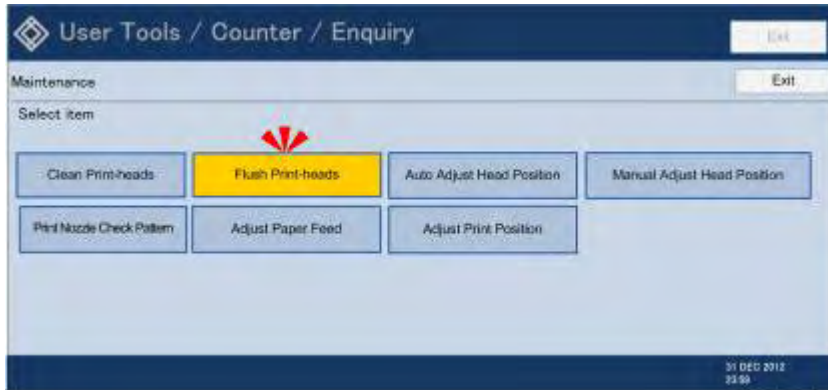 User Tools / Counter / Enquiry
Exit
Maintenance
Exit
Select item
Clean Print-heads
Flush Print-heads
Auto Adjust Head Position
Manual Adjust Head Position
Print Nozzle Check Pattern
Adjust Paper Feed
Adjust Print Position
31 DEC 2012
23:59